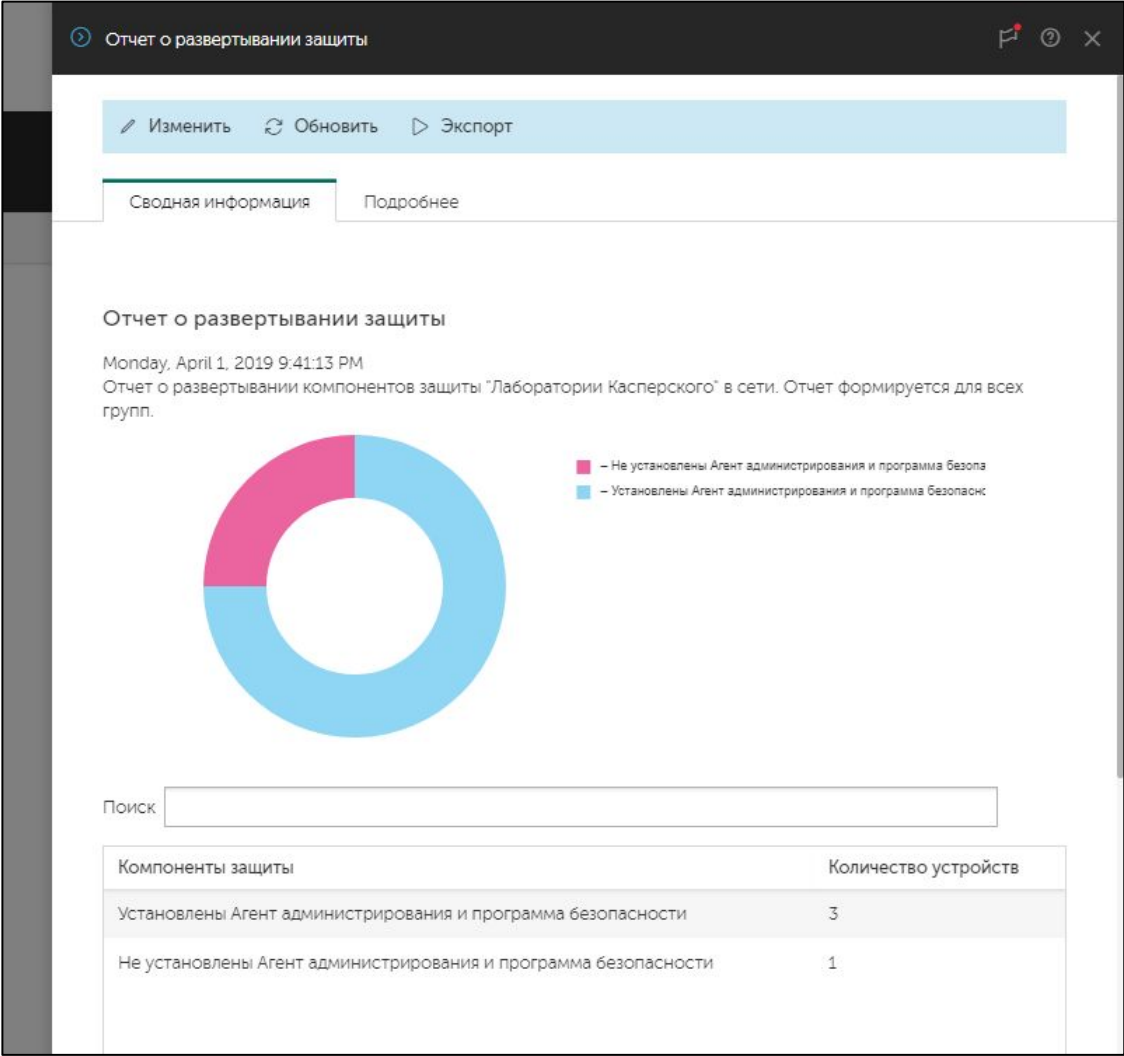 Отчет о развертывании защиты
Изменить Обновить Экспорт
Сводная информация Подробнее
Отчет о развертывании защиты
Monday, April 1, 2019 9:41:13 PM
Отчет о развертывании компонентов защиты "Лаборатории Касперского" в сети. Отчет формируется для всех
групп.
– Не установлены Агент администрирования и программа безопа
– Установлены Агент администрирования и программа безопаснс
Поиск
Компоненты защиты Количество устройств
Установлены Агент администрирования и программа безопасности 3
Не установлены Агент администрирования и программа безопасности 1